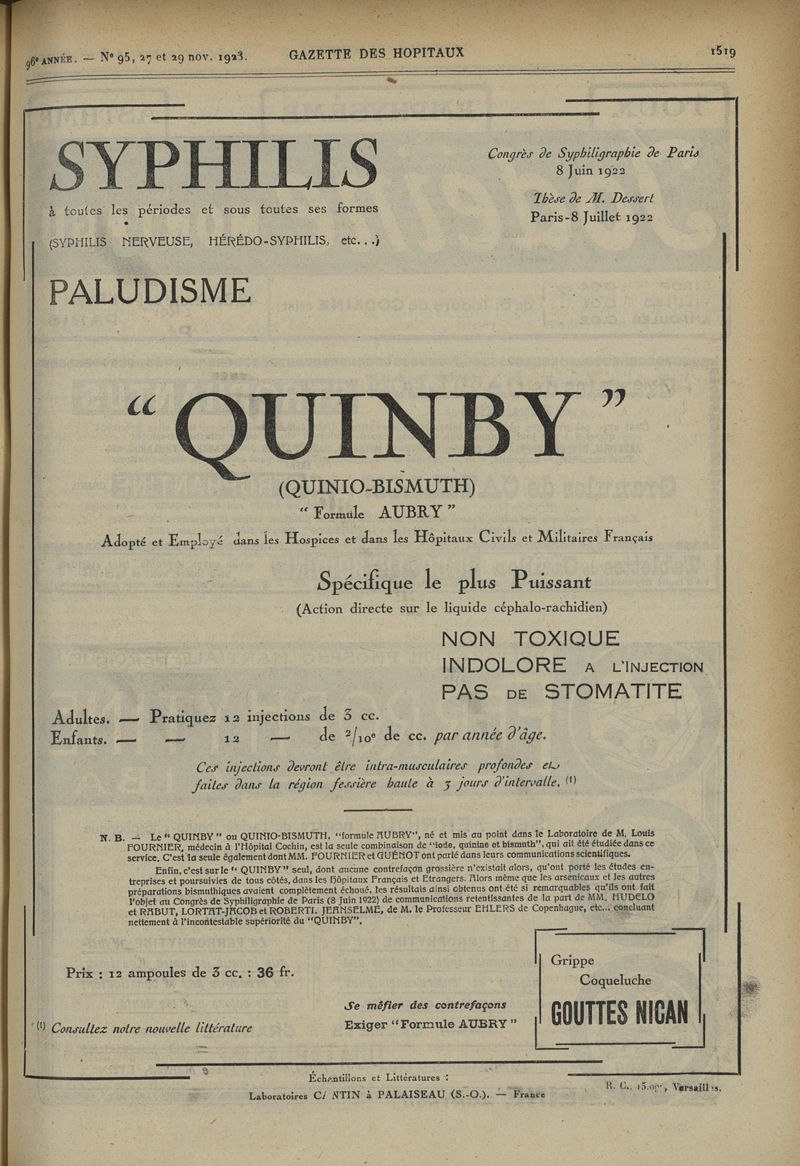 96e ANNÉE. — No 95, 27 et 29 nov. 1923.
GAZETTE DES HOPITAUX
1519
SYPHILIS
à toutes les périodes et sous toutes ses formes
(SYPHILIS NERVEUSE, HÉRÉDO-SYPHILIS, etc...)
Congrès de Syphiligraphie de Paris
8 Juin 1922
Thèse de M. Dessert
Paris-8 Juillet 1922
PALUDISME
“ QUINBY ”
(QUINIO-BISMUTH)
“ Formule AUBRY ”
Adopté et Employé dans les Hospices et dans les Hôpitaux Civils et Militaires Français
Spécifique le plus Puissant
(Action directe sur le liquide céphalo-rachidien)
NON TOXIQUE
INDOLORE A L'INJECTION
PAS DE STOMATITE
Adultes. — Pratiquez 12 injections de 3 cc.
Enfants. — — 12 — de 2/10e de cc. par année d'âge.
Ces injections devront être intra-musculaires profondes et
faites dans la région fessière haute à 3 jours d'intervalle. (1)
N. B. — Le “ QUINBY ” ou QUINIO-BISMUTH, “formule AUBRY”, né et mis au point dans le Laboratoire de M. Louis
FOURNIER, médecin à l'Hôpital Cochin, est la seule combinaison de “iode, quinine et bismuth”, qui ait été étudiée dans ce
service. C'est la seule également dont MM. FOURNIER et GUÉNOT ont parlé dans leurs communications scientifiques.
Enfin, c'est sur le “ QUINBY ” seul, dont aucune contrefaçon grossière n'existait alors, qu'ont porté les études en-
treprises et poursuivies de tous côtés, dans les Hôpitaux Français et Etrangers. Alors même que les arsenicaux et les autres
préparations bismuthiques avaient complètement échoué, les résultats ainsi obtenus ont été si remarquables qu'ils ont fait
l'objet au Congrès de Syphiligraphie de Paris (8 Juin 1922) de communications retentissantes de la part de MM. HUDELO
et RABUT, LORTAT-JACOB et ROBERTI, JEANSELME, de M. le Professeur EHLERS de Copenhague, etc... concluant
nettement à l'incontestable supériorité du “QUINBY”.
Prix : 12 ampoules de 3 cc. : 36 fr.
(1) Consultez notre nouvelle littérature
Se méfier des contrefaçons
Exiger “Formule AUBRY ”
Grippe
Coqueluche
GOUTTES NICAN
Échantillons et Littératures :
Laboratoires CANTIN à PALAISEAU (S.-O.). — France
R. C., Versailles.